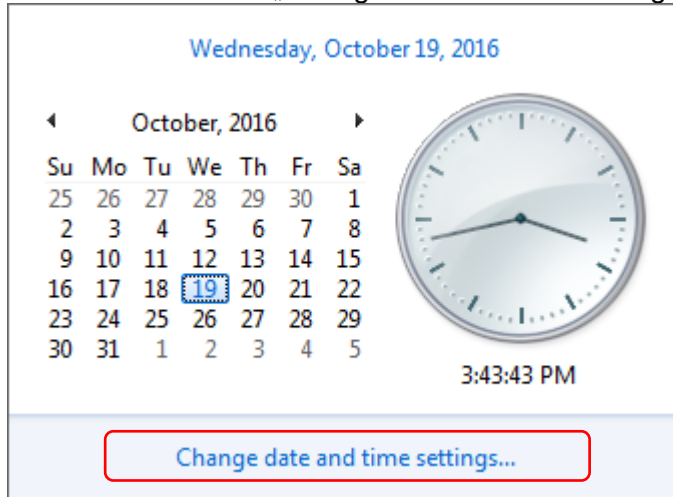 Wednesday, October 19, 2016
October, 2016
Su Mo Tu We Th Fr Sa
25 26 27 28 29 30 1
2 3 4 5 6 7 8
9 10 11 12 13 14 15
16 17 18 19 20 21 22
23 24 25 26 27 28 29
30 31 1 2 3 4 5
3:43:43 PM
Change date and time settings...